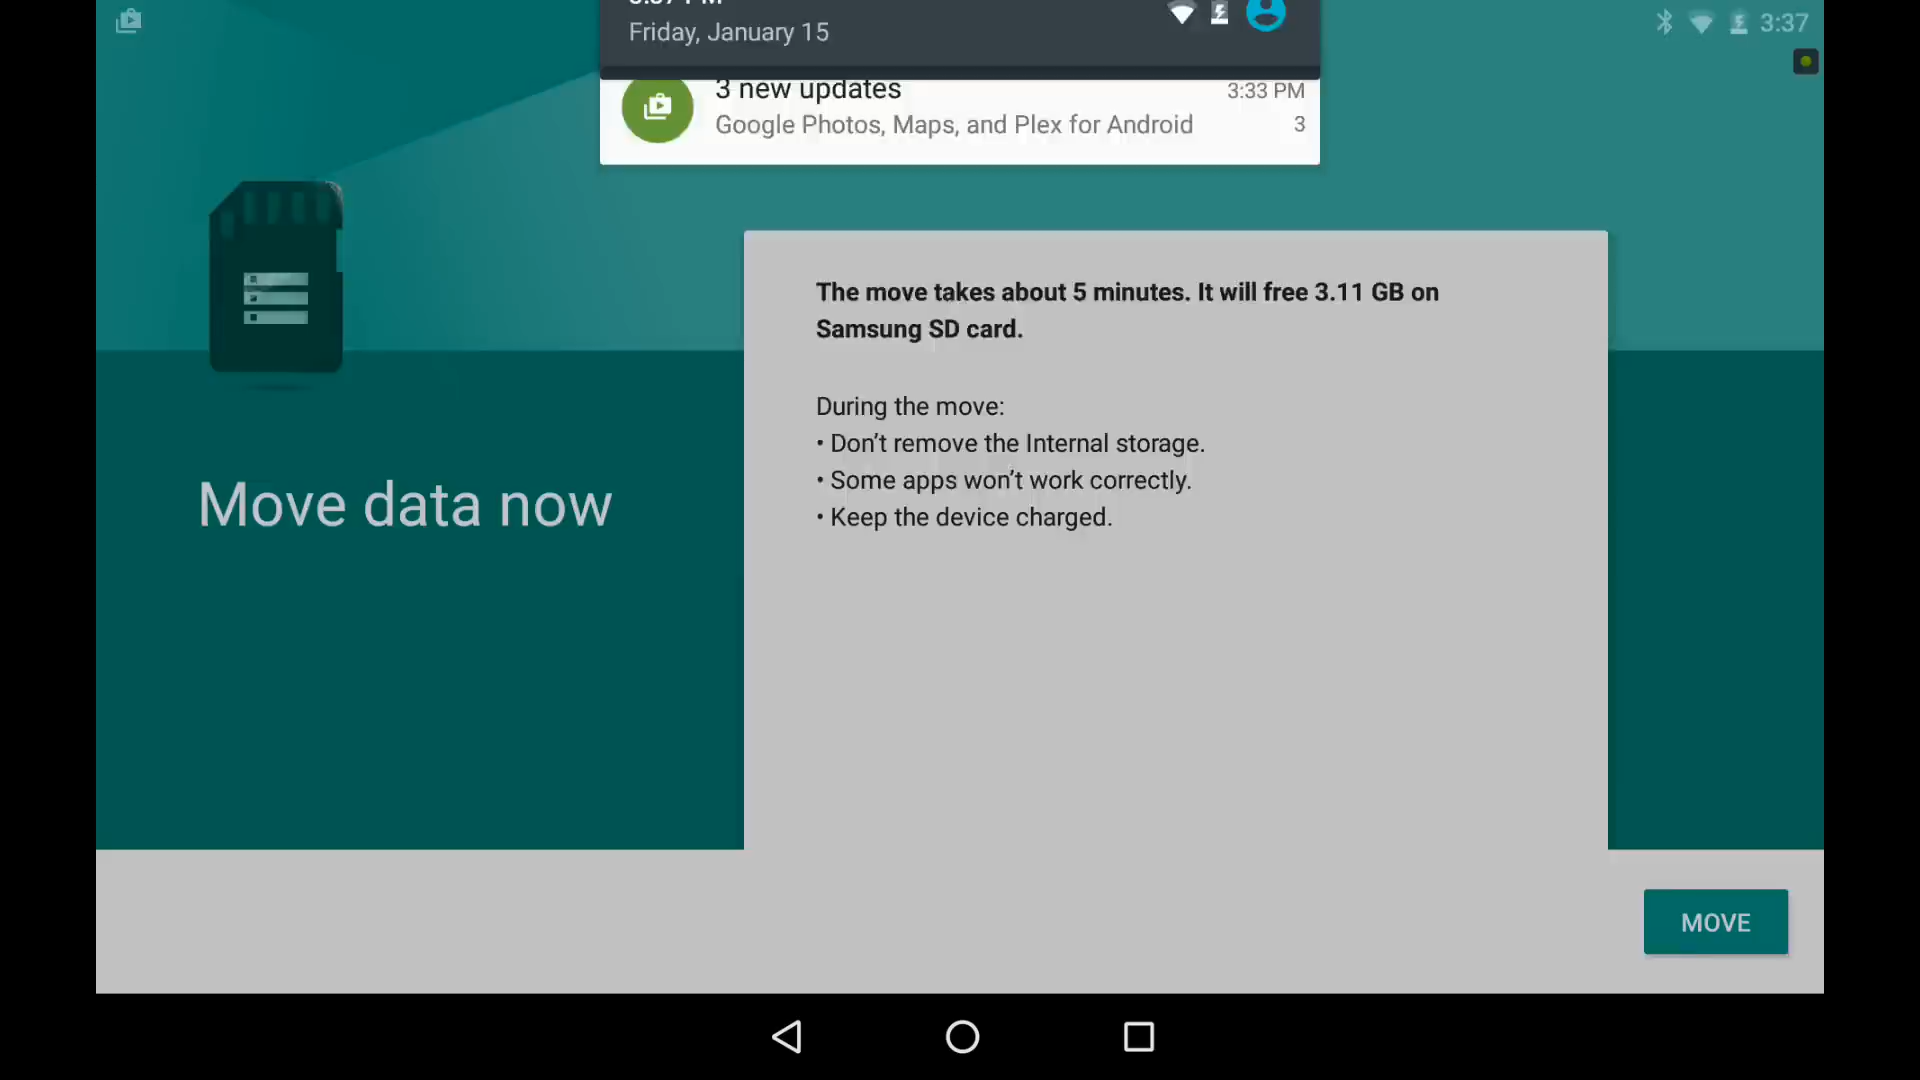 3:37
Friday, January 15
3 new updates
3:33 PM
Google Photos, Maps, and Plex for Android
3
The move takes about 5 minutes. It will free 3.11 GB on
Samsung SD card.
During the move:
• Don’t remove the Internal storage.
• Some apps won’t work correctly.
• Keep the device charged.
Move data now
MOVE